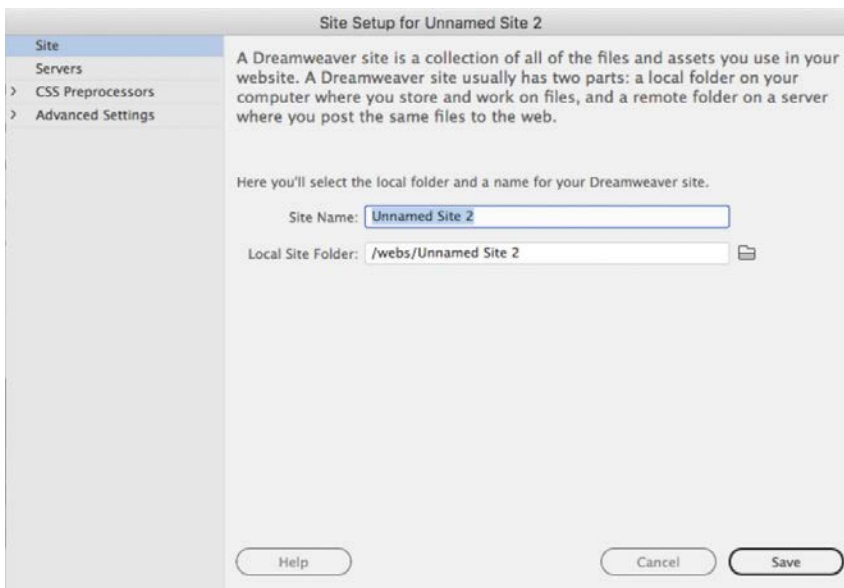 Site Setup for Unnamed Site 2
Site
Servers
CSS Preprocessors
Advanced Settings
A Dreamweaver site is a collection of all of the files and assets you use in your
website. A Dreamweaver site usually has two parts: a local folder on your
computer where you store and work on files, and a remote folder on a server
where you post the same files to the web.
Here you'll select the local folder and a name for your Dreamweaver site.
Site Name: Unnamed Site 2
Local Site Folder: /webs/Unnamed Site 2
Help Cancel Save